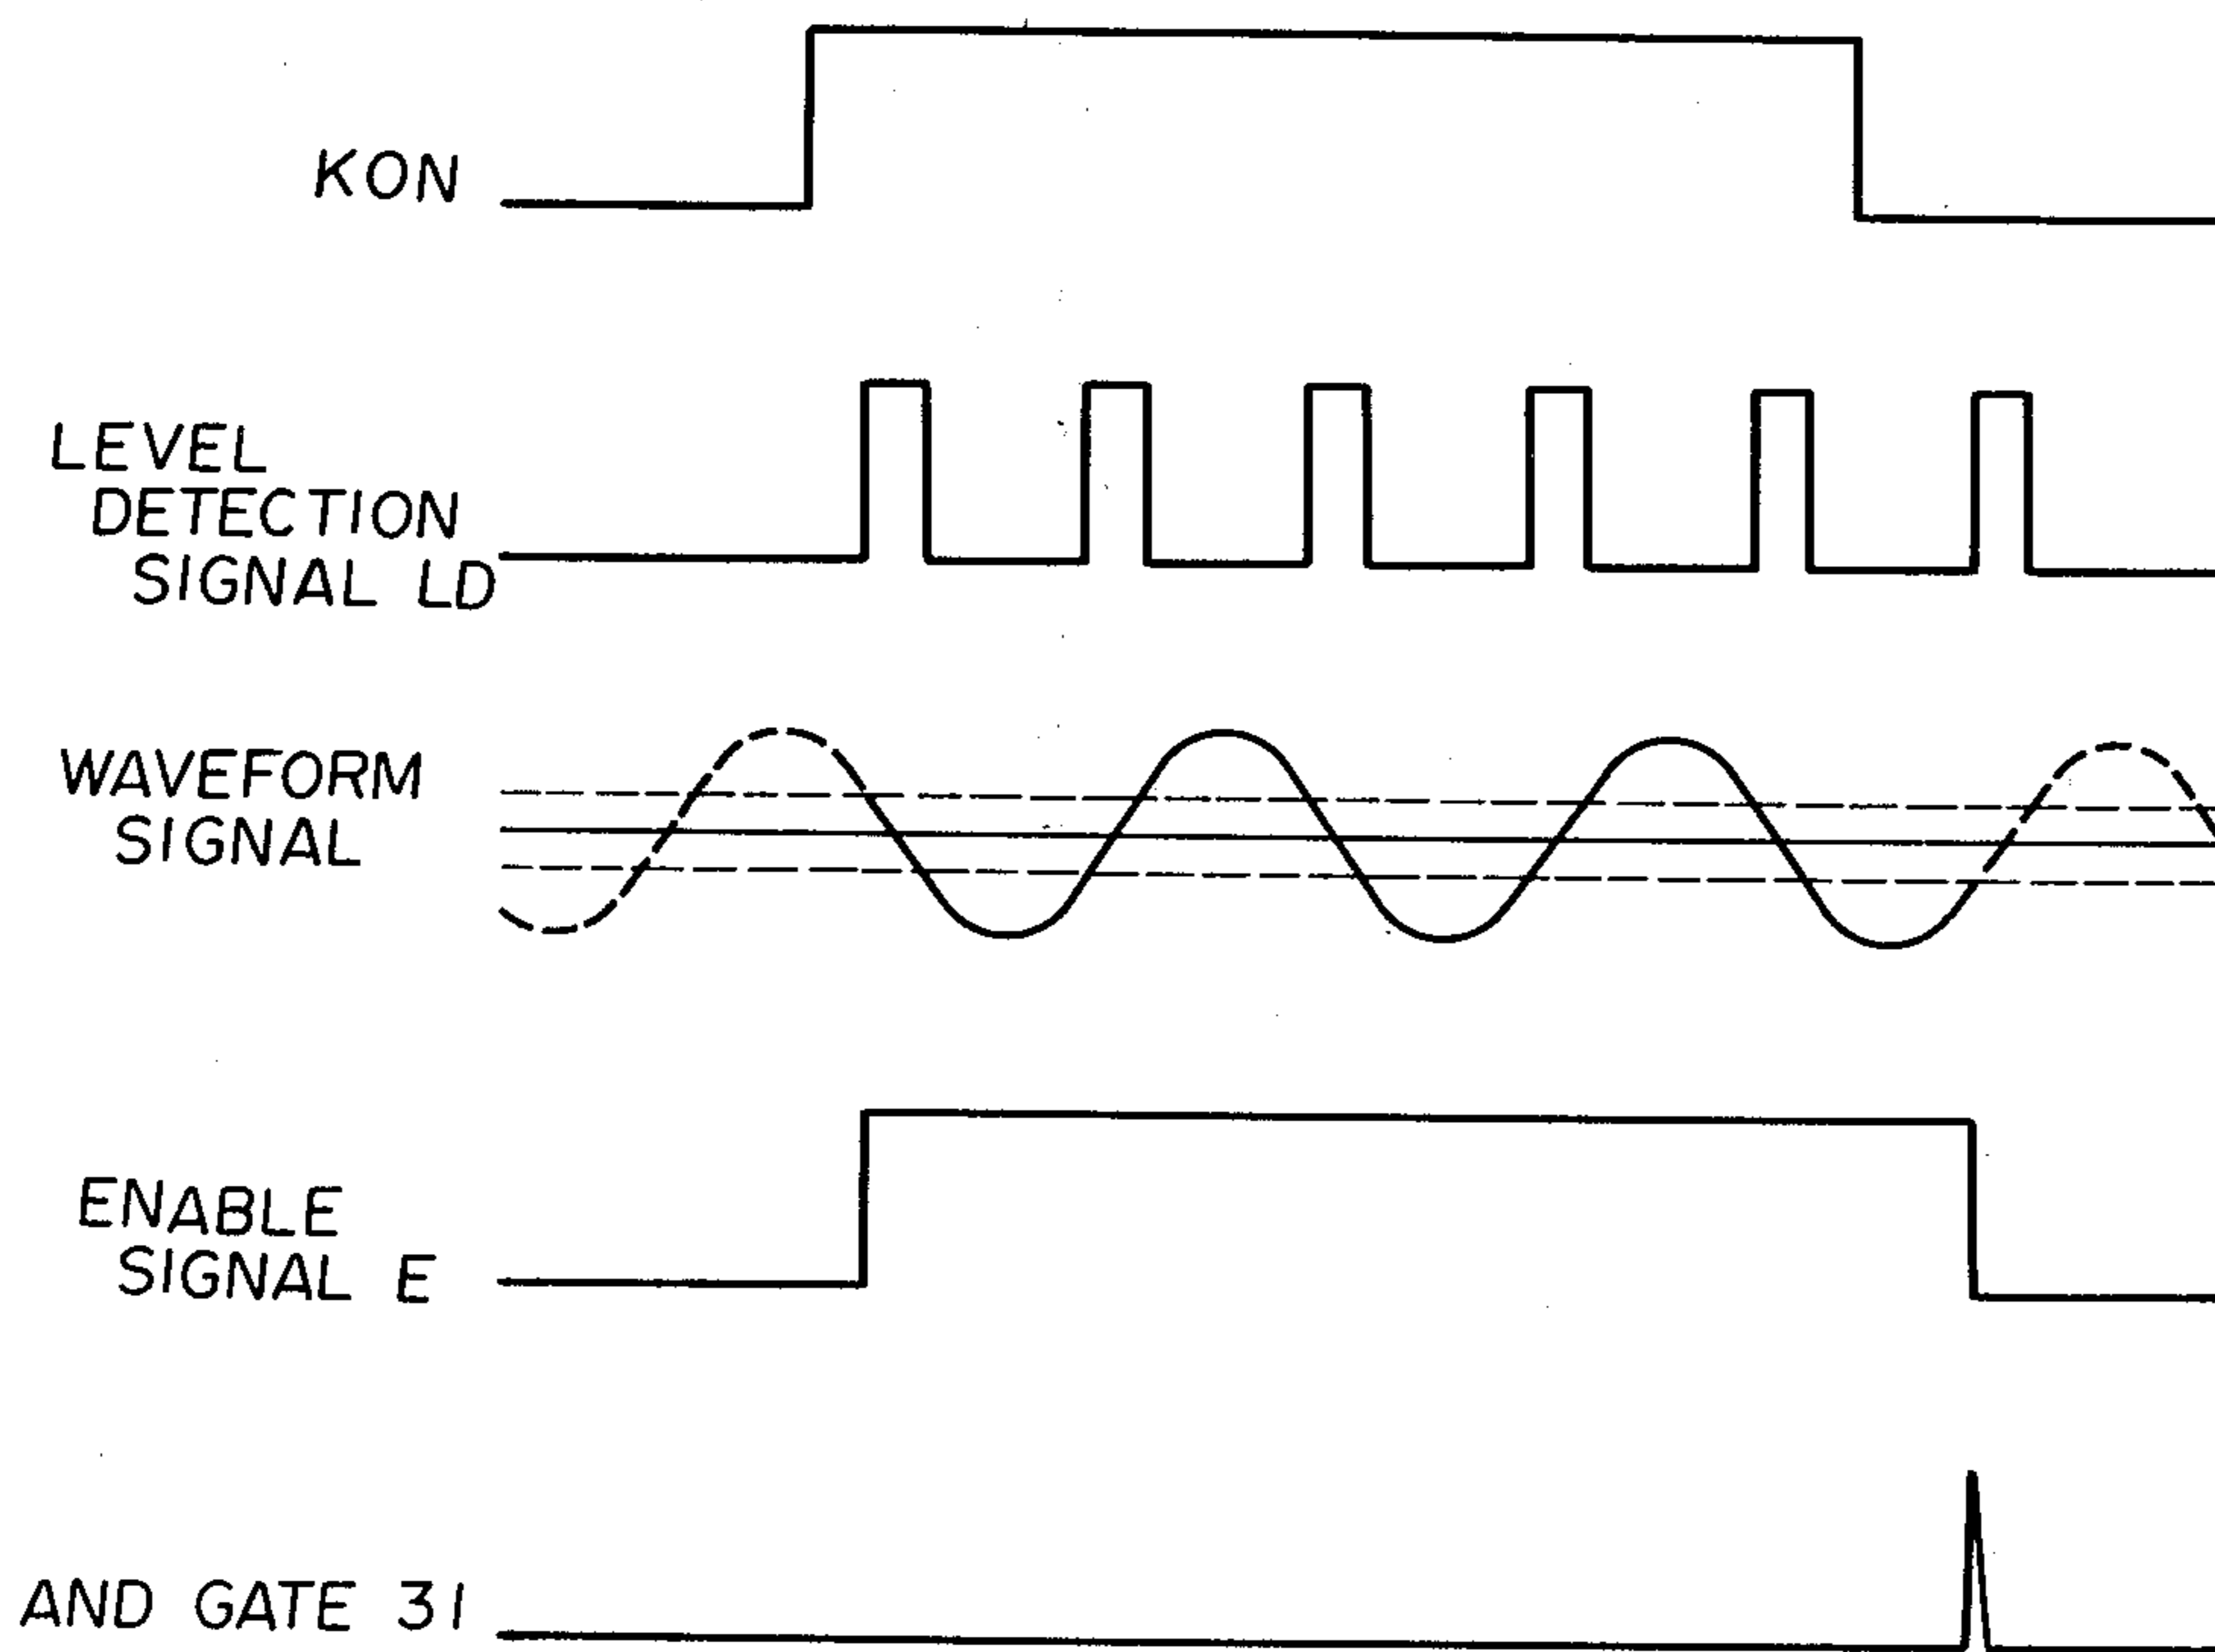 KON
LEVEL
DETECTION
SIGNAL LD
WAVEFORM
SIGNAL
ENABLE
SIGNAL E
AND GATE 31